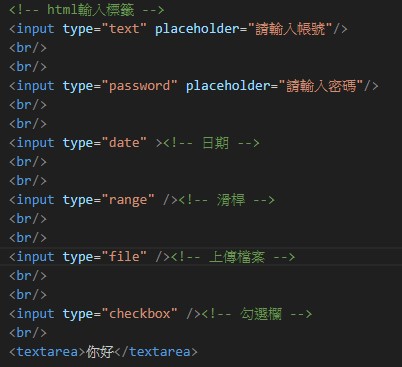 <!-- html輸入標籤 -->
<input type="text" placeholder="請輸入帳號"/>
<br/>
<br/>
<input type="password" placeholder="請輸入密碼"/>
<br/>
<br/>
<input type="date" ><!-- 日期 -->
<br/>
<br/>
<input type="range" /><!-- 滑桿 -->
<br/>
<br/>
<input type="file" /><!-- 上傳檔案 -->
<br/>
<br/>
<input type="checkbox" /><!-- 勾選欄 -->
<br/>
<textarea>你好</textarea>